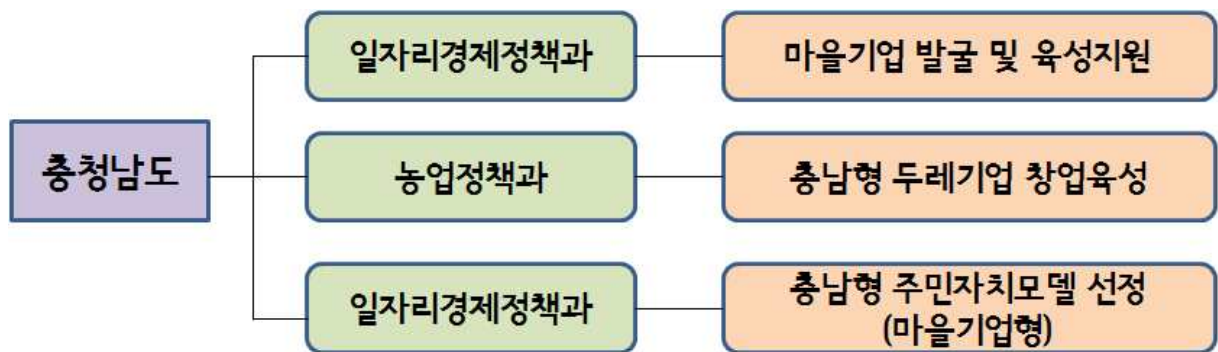 충청남도
일자리경제정책과
마을기업 발굴 및 육성지원
농업정책과
충남형 두레기업 창업육성
일자리경제정책과
충남형 주민자치모델 선정
(마을기업형)